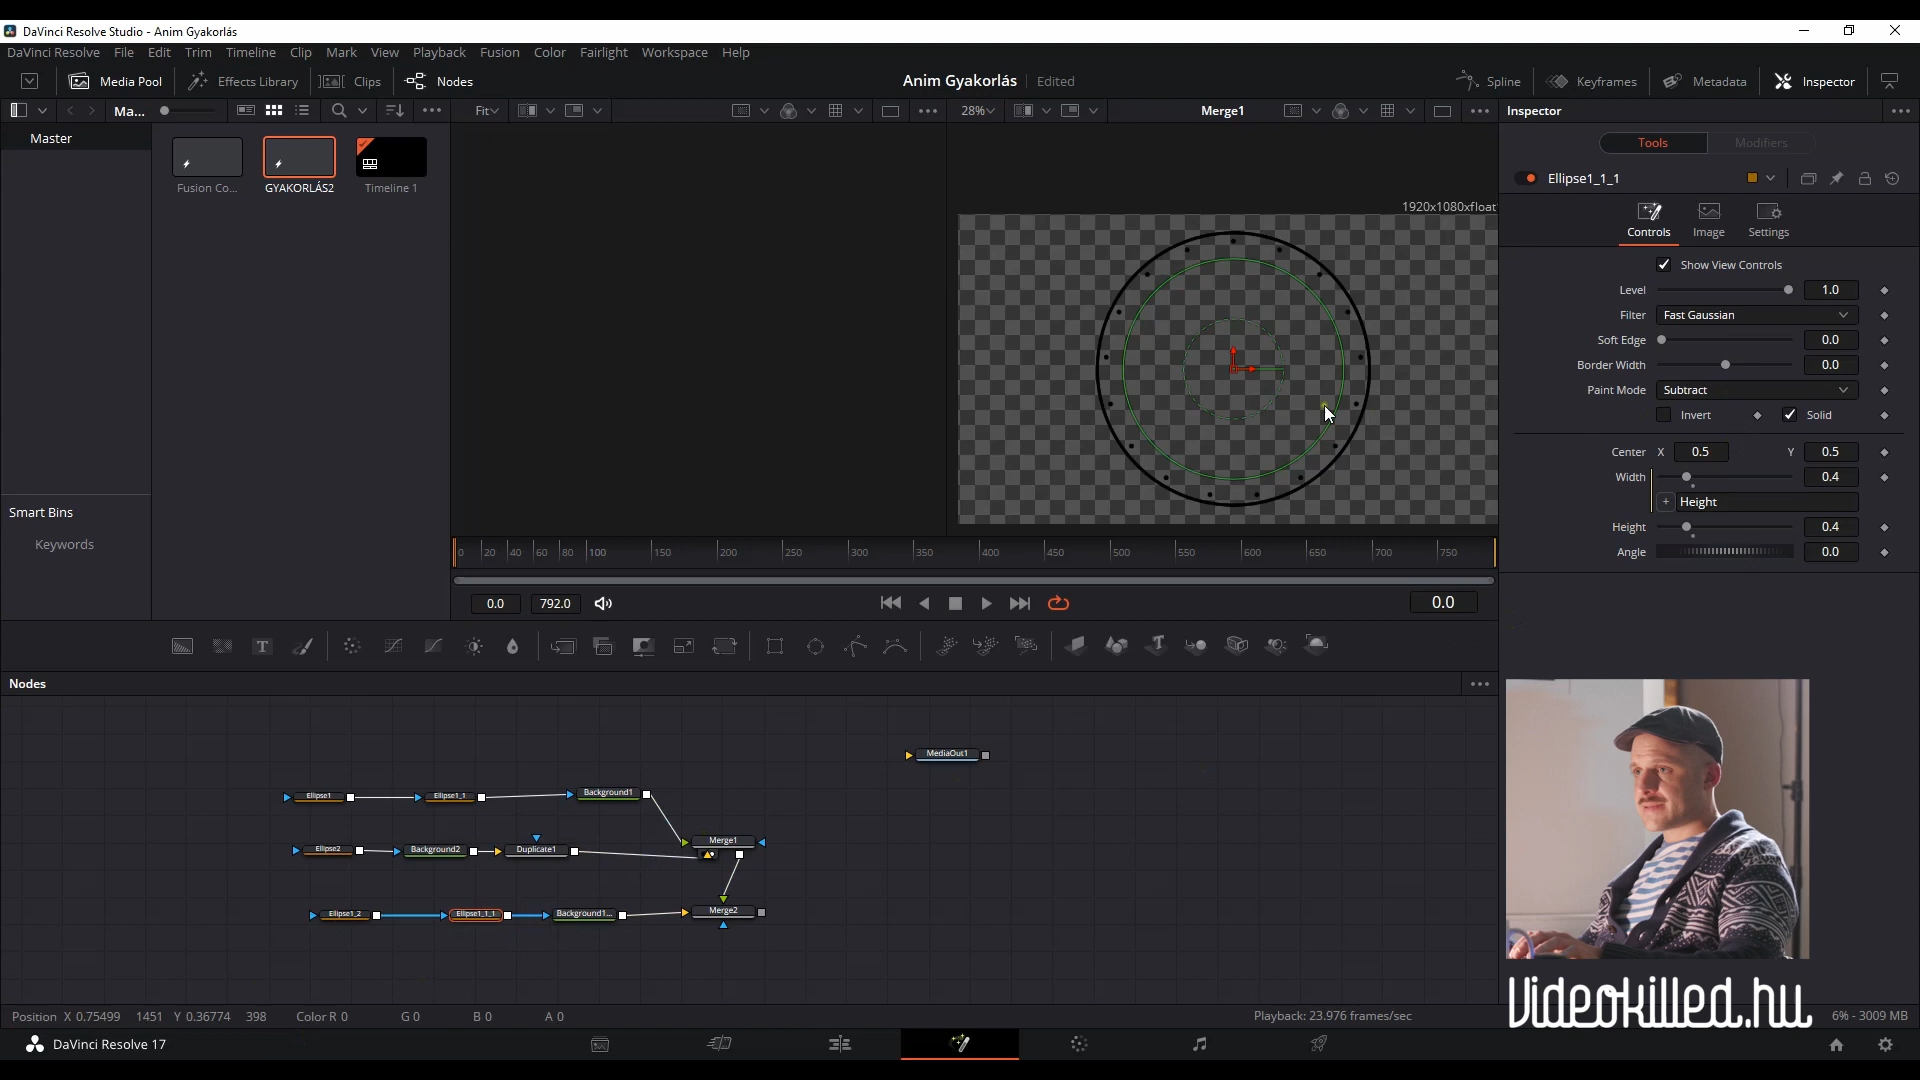 DaVinci Resolve Studio - Anim Gyakorlás
DaVinci Resolve File Edit Trim Timeline Clip Mark View Playback Fusion Color Fairlight Workspace Help
Media Pool Effects Library Clips Nodes Anim Gyakorlás Edited Spline Keyframes Metadata Inspector
Ma... Fit 28% Merge1 Inspector
Master
Fusion Co... GYAKORLÁS2 Timeline 1
Smart Bins
Keywords
1920x1080xfloat
Tools Modifiers
Ellipse1_1_1
Controls Image Settings
Show View Controls
Level 1.0
Filter Fast Gaussian
Soft Edge 0.0
Border Width 0.0
Paint Mode Subtract
Invert Solid
Center X 0.5 Y 0.5
Width 0.4
+ Height
Height 0.4
Angle 0.0
0 20 40 60 80 100 150 200 250 300 350 400 450 500 550 600 650 700 750
0.0 792.0 0.0
Nodes
MediaOut1
Ellipse1 Ellipse1_1 Background1
Merge1
Ellipse2 Background2 Duplicate1
Ellipse1_2 Ellipse1_1_1 Background1... Merge2
Videokilled.hu
Position X 0.75499 1451 Y 0.36774 398 Color R 0 G 0 B 0 A 0 Playback: 23.976 frames/sec 6% - 3009 MB
DaVinci Resolve 17